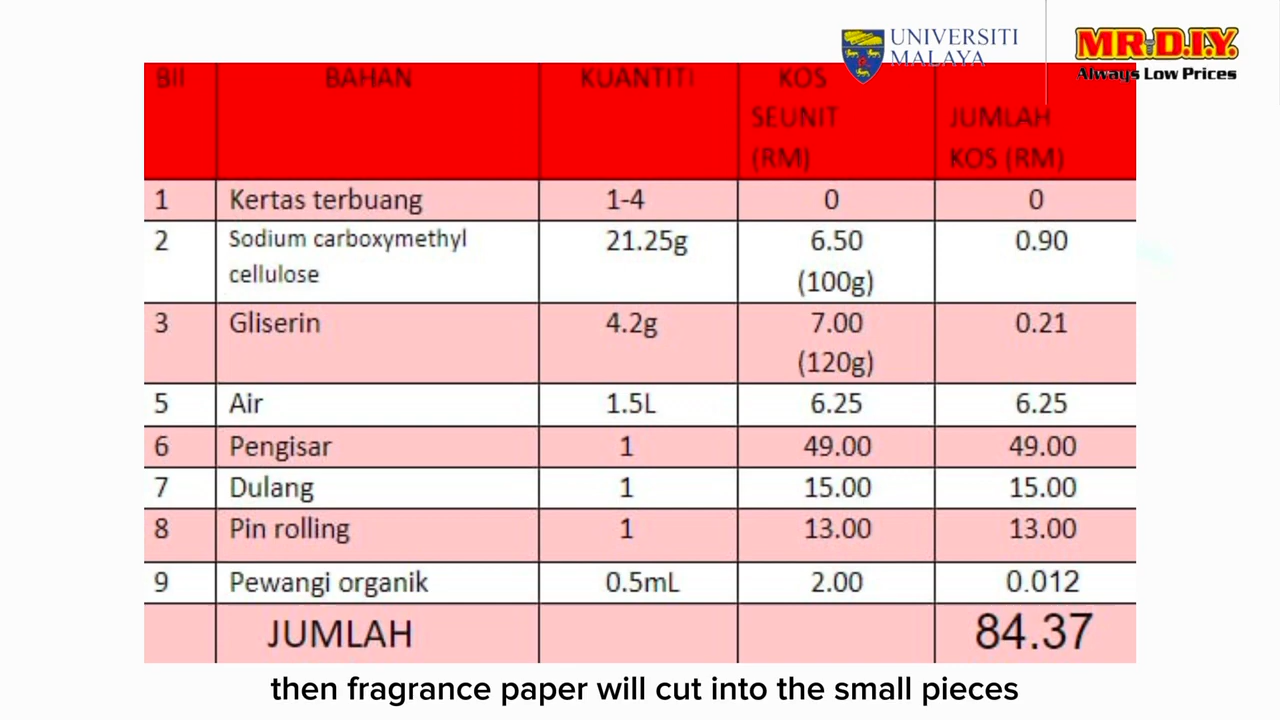 UNIVERSITI
MALAYA
MR.D.I.Y.
Always Low Prices
Bil BAHAN KUANTITI KOS
SEUNIT
(RM) JUMLAH
KOS (RM)
1 Kertas terbuang 1-4 0 0
2 Sodium carboxymethyl
cellulose 21.25g 6.50
(100g) 0.90
3 Gliserin 4.2g 7.00
(120g) 0.21
5 Air 1.5L 6.25 6.25
6 Pengisar 1 49.00 49.00
7 Dulang 1 15.00 15.00
8 Pin rolling 1 13.00 13.00
9 Pewangi organik 0.5mL 2.00 0.012
JUMLAH 84.37
then fragrance paper will cut into the small pieces